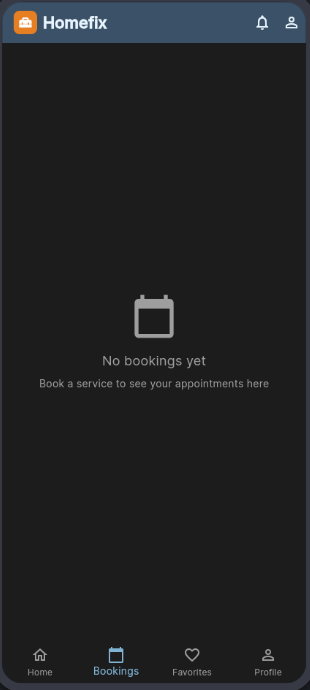 Homefix
No bookings yet
Book a service to see your appointments here
Home
Bookings
Favorites
Profile